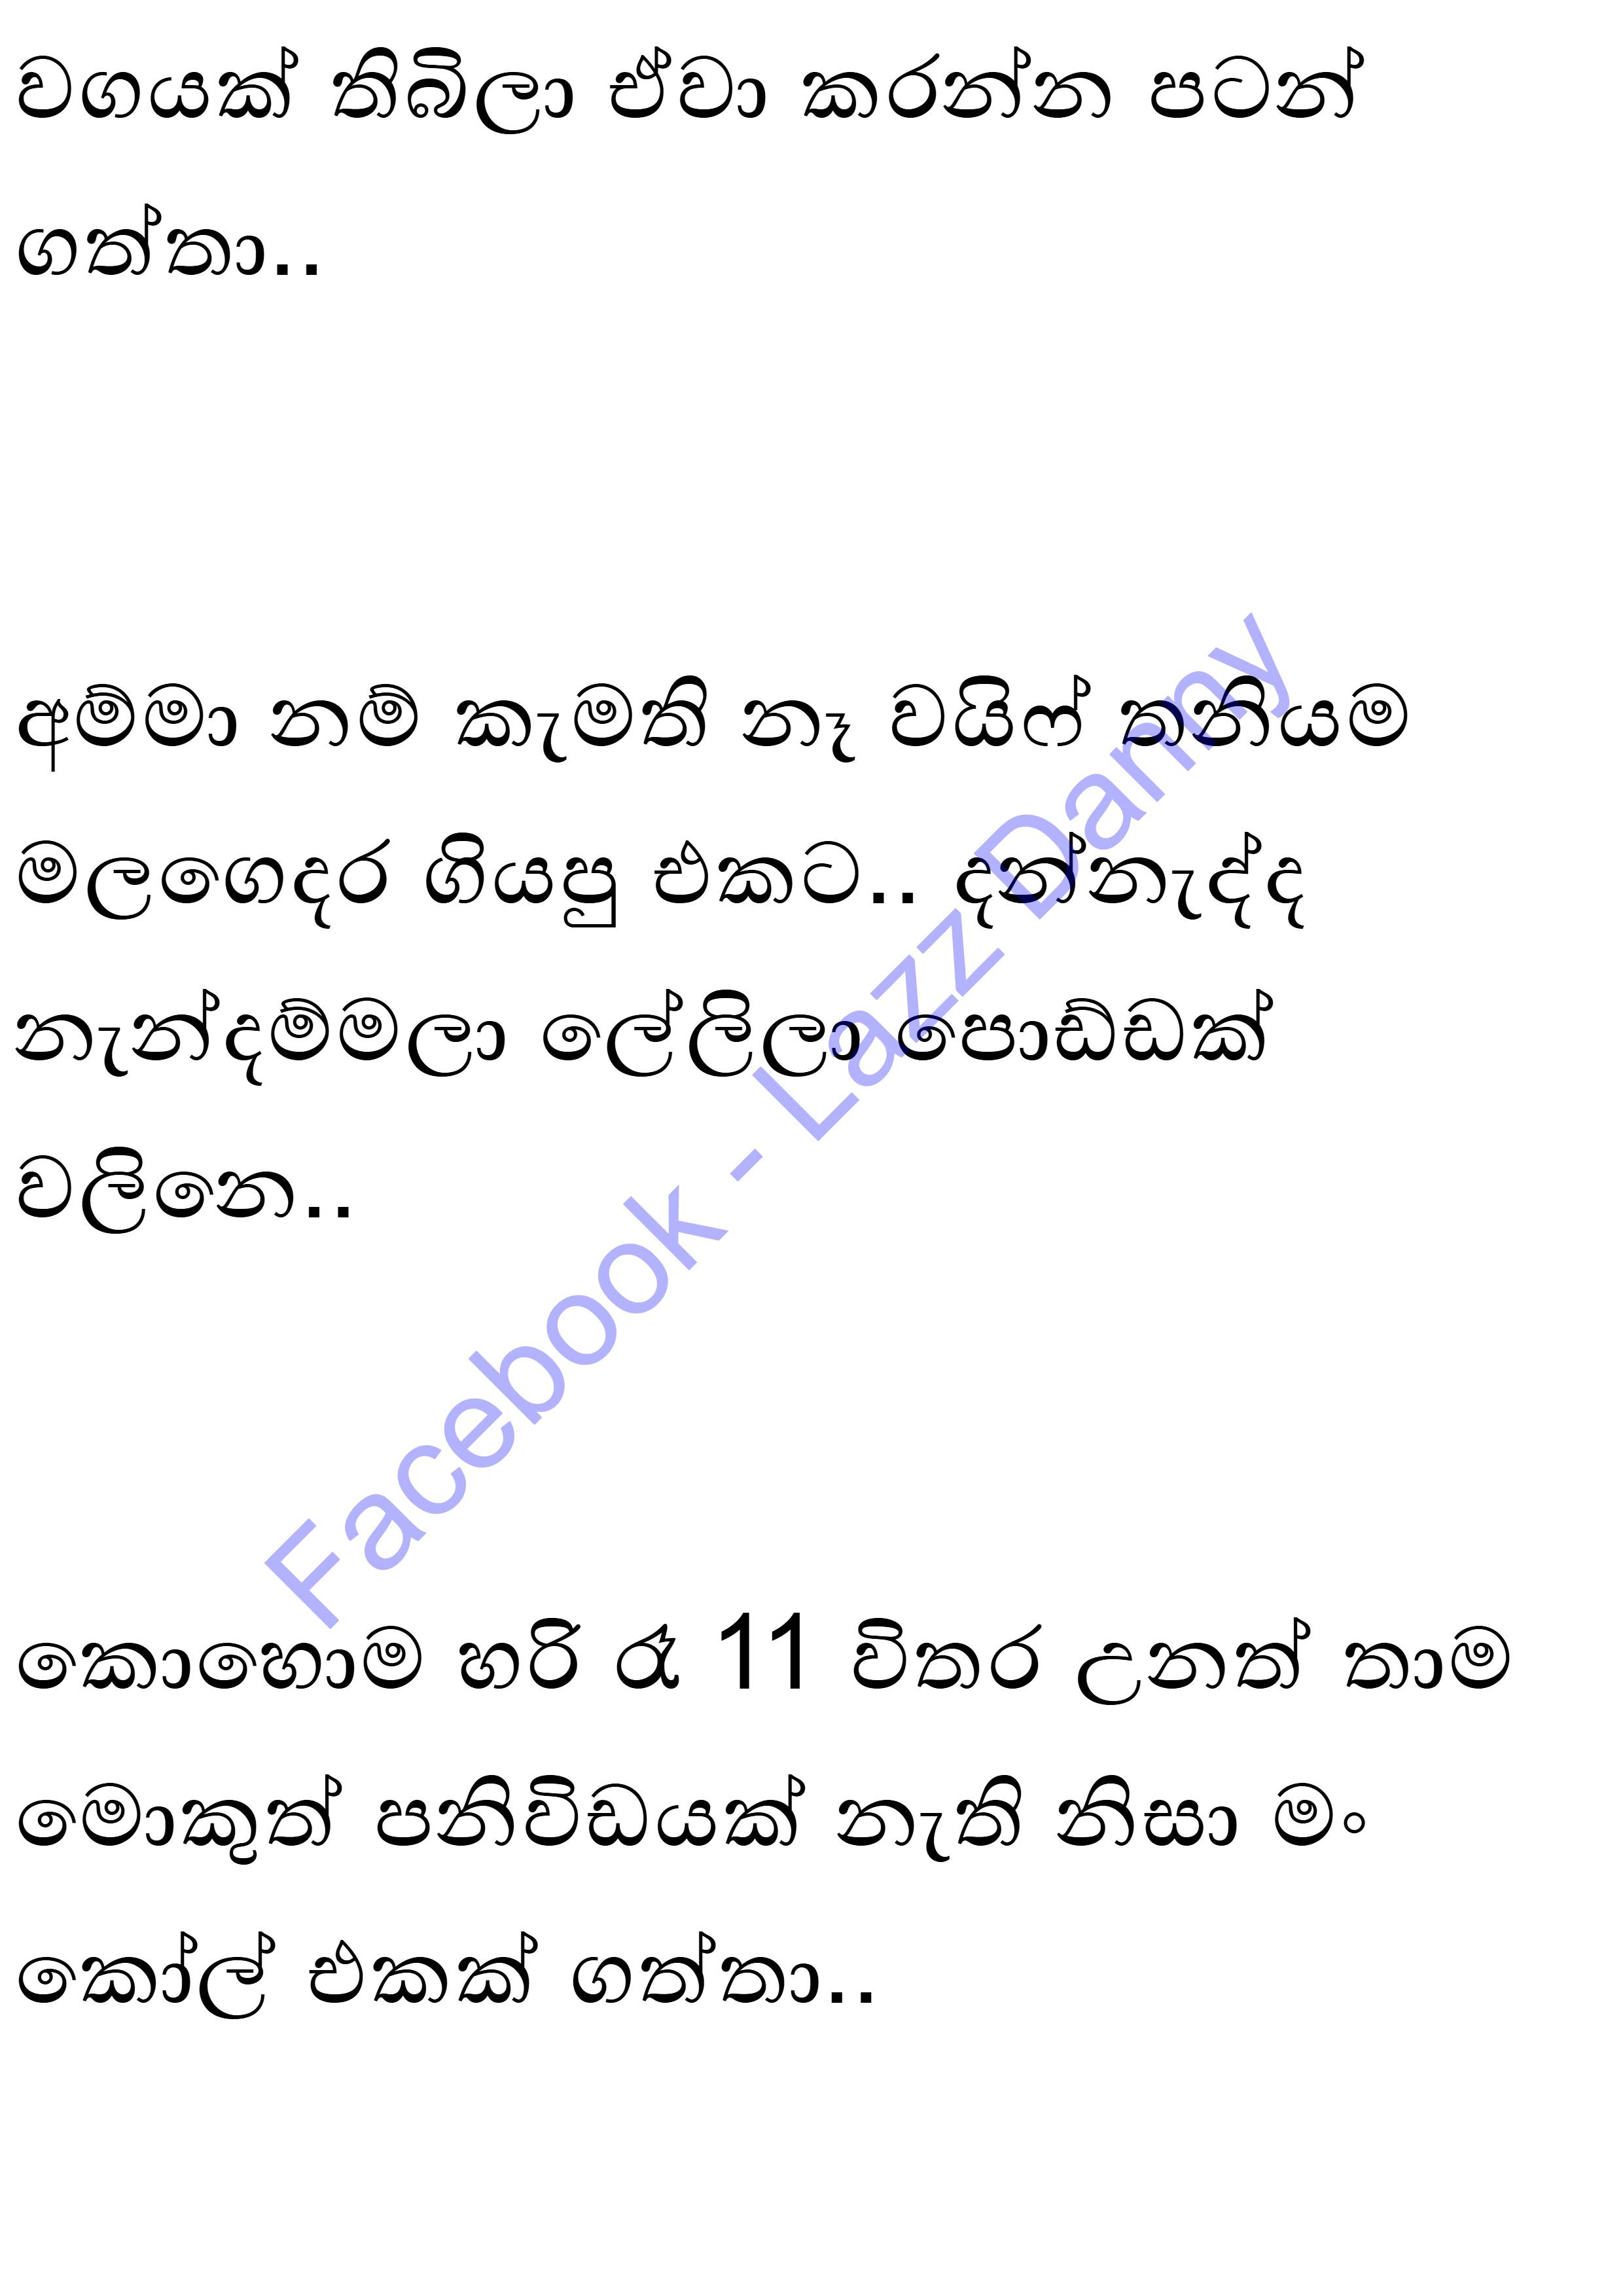 වගයක් තිබිලා ඒවා කරන්න පටන්
ගත්තා..
අම්මා නම් කැමති නෑ වයිෆ් තනියම
මලගෙදර ගියපු එකට.. දන්නැද්ද
නැන්දම්මලා ලේලිලා පොඩ්ඩක්
වලිනෙ..
කොහොම හරි රෑ 11 විතර උනත් තාම
මොකුත් පනිවිඩයක් නැති නිසා මං
කෝල් එකක් ගත්තා..
Facebook - Lazz Danny